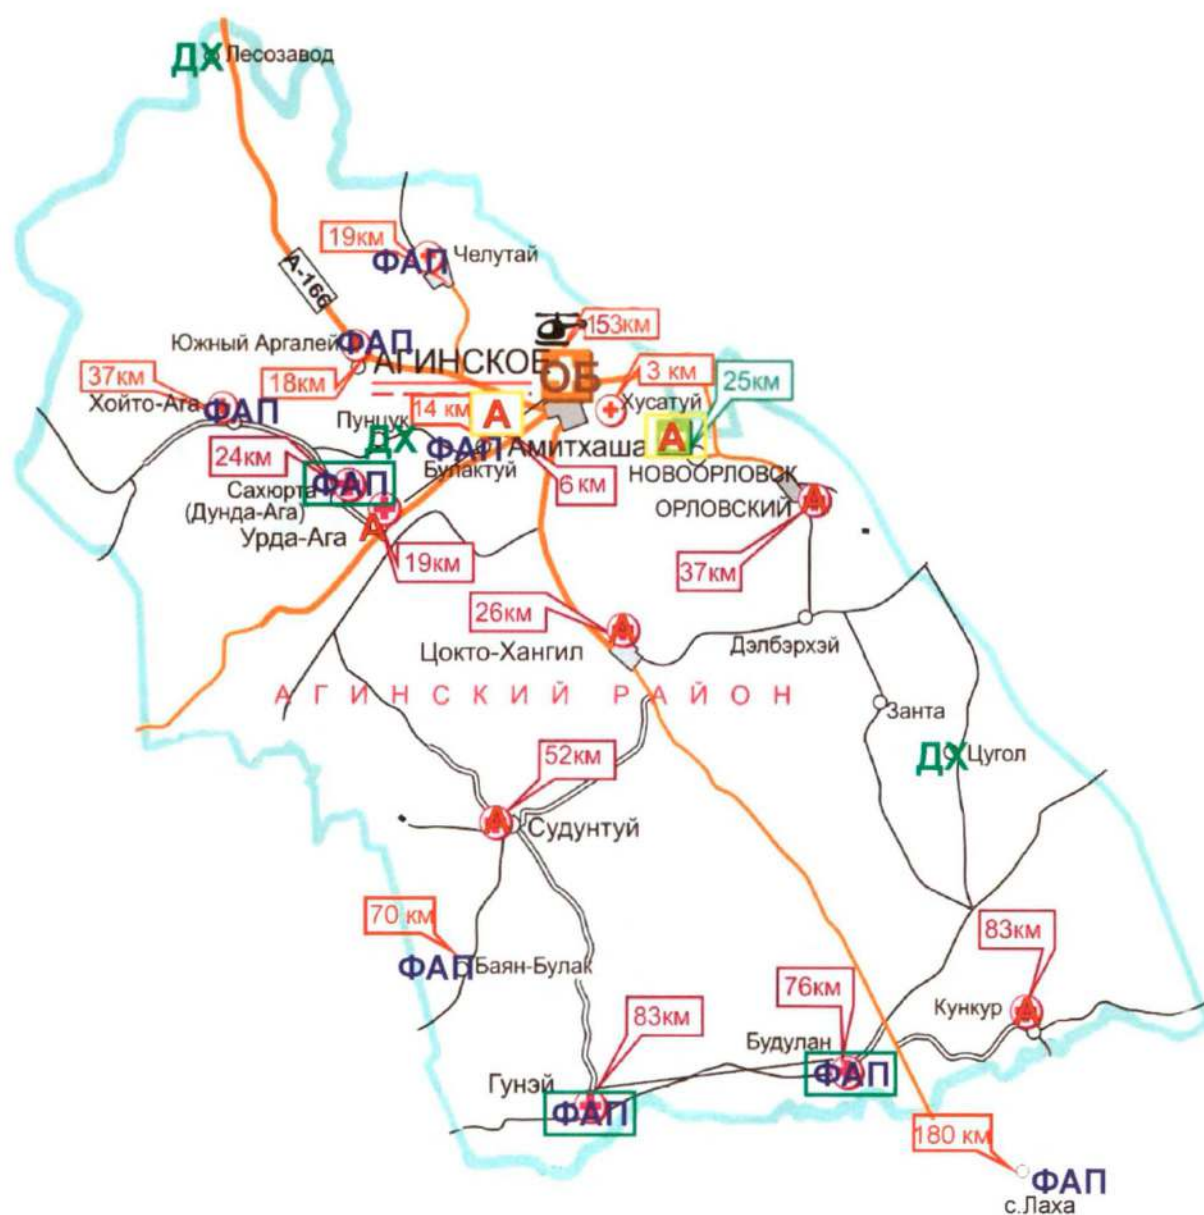 ДХ Лесозавод
19км
ФАП Челутай
А-166
153км
Южный Аргалей ФАП
АГИНСКОЕ ОБ
37км
18км
3 км
25км
Хойто-Ага ФАП
Пунцук
14 км
А
Хусатуй
А
ДХ
ФАП Амитхаша
24км
Булактуй
6 км
НОВООРЛОВСК
Сахюрта ФАП
(Дунда-Ага)
ОРЛОВСКИЙ А
Урда-Ага А
19км
37км
26км
А
Цокто-Хангил
Дэлбэрхэй
АГИНСКИЙ РАЙОН
Занта
ДХ Цугол
52км
А
Судунтуй
70 км
ФАП Баян-Булак
83км
76км
83км
Кункур А
Будулан
ФАП
Гунэй
ФАП
180 км
ФАП
с.Лаха